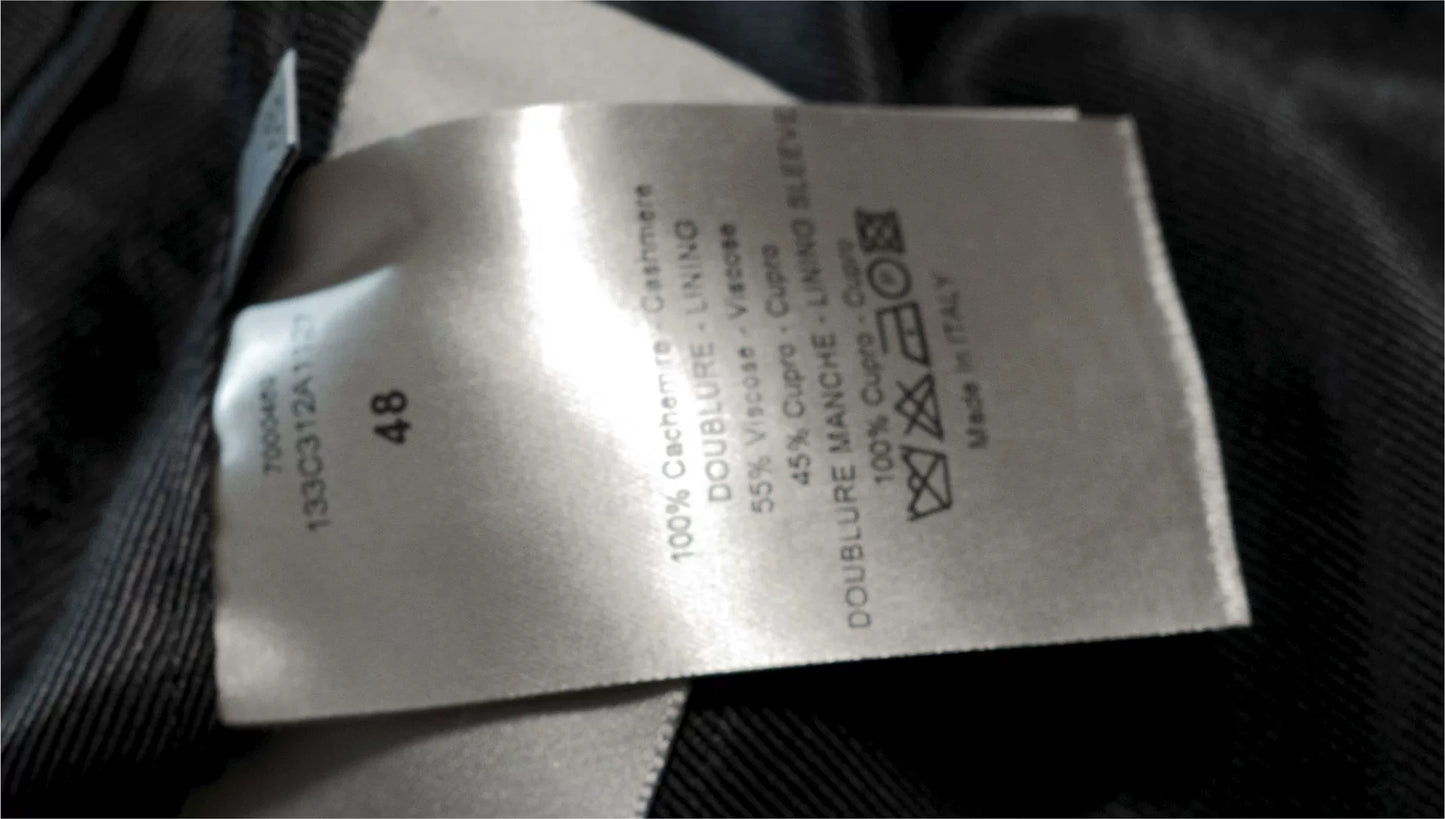 48
100% Cachemire - Cashmere
DOUBLURE - LINING
55% Viscose - Viscose
45% Cupro - Cupro
DOUBLURE MANCHE - LINING SLEEVE
100% Cupro - Cupro
Made in ITALY